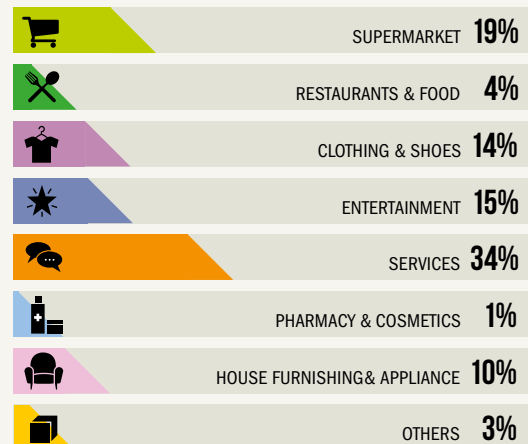 SUPERMARKET 19%
RESTAURANTS & FOOD 4%
CLOTHING & SHOES 14%
ENTERTAINMENT 15%
SERVICES 34%
PHARMACY & COSMETICS 1%
HOUSE FURNISHING& APPLIANCE 10%
OTHERS 3%